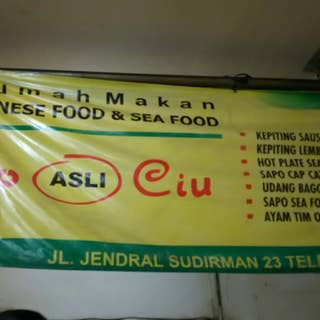 umah Makan
NESE FOOD & SEA FOOD
ASLI Ciu
KEPITING SAUS
KEPITING LEMB
HOT PLATE SEA
SAPO CAP CA
UDANG BAGO
SAPO SEA FO
AYAM TIM O
JL. JENDRAL SUDIRMAN 23 TEL